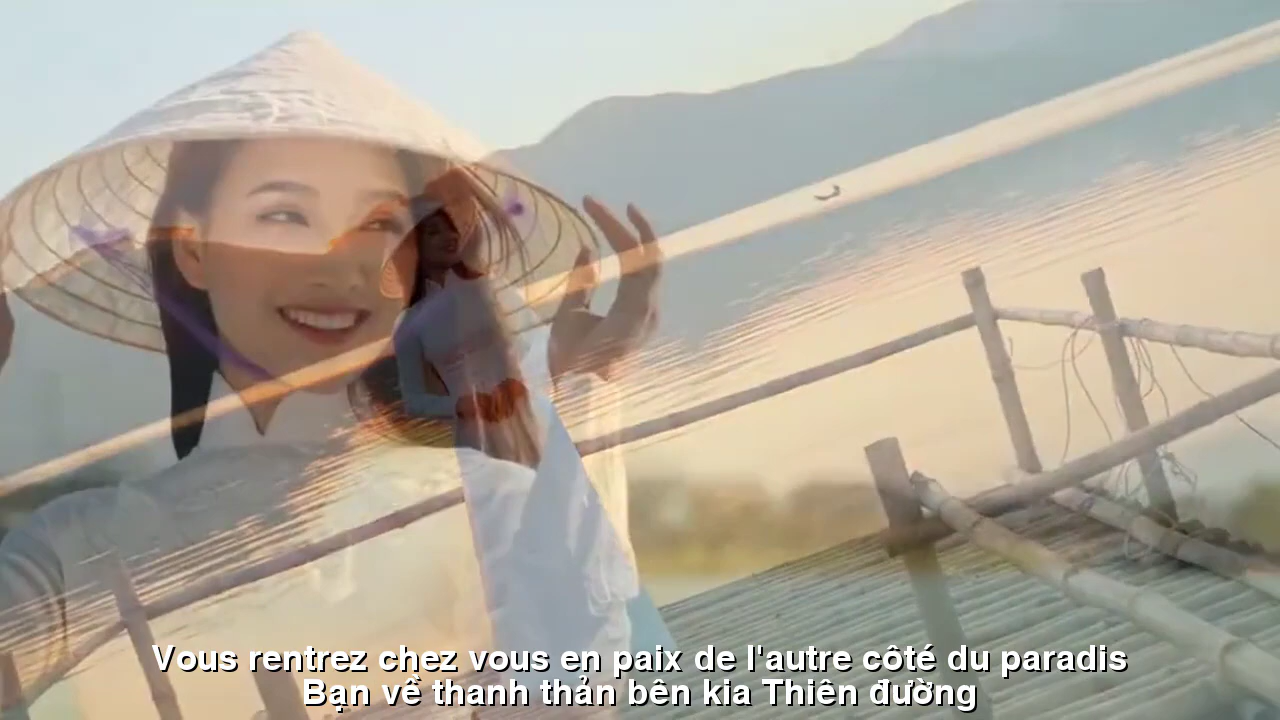 Vous rentrez chez vous en paix de l'autre côté du paradis
Bạn về thanh thản bên kia Thiên đường